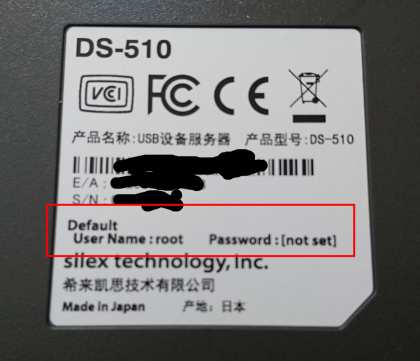 DS-510
VCCI FC CE
产品名称:USB设备服务器 产品型号:DS-510
E/A:
S/N:
Default
User Name : root Password : [not set]
silex technology, inc.
希来凯思技术有限公司
Made in Japan 产地:日本